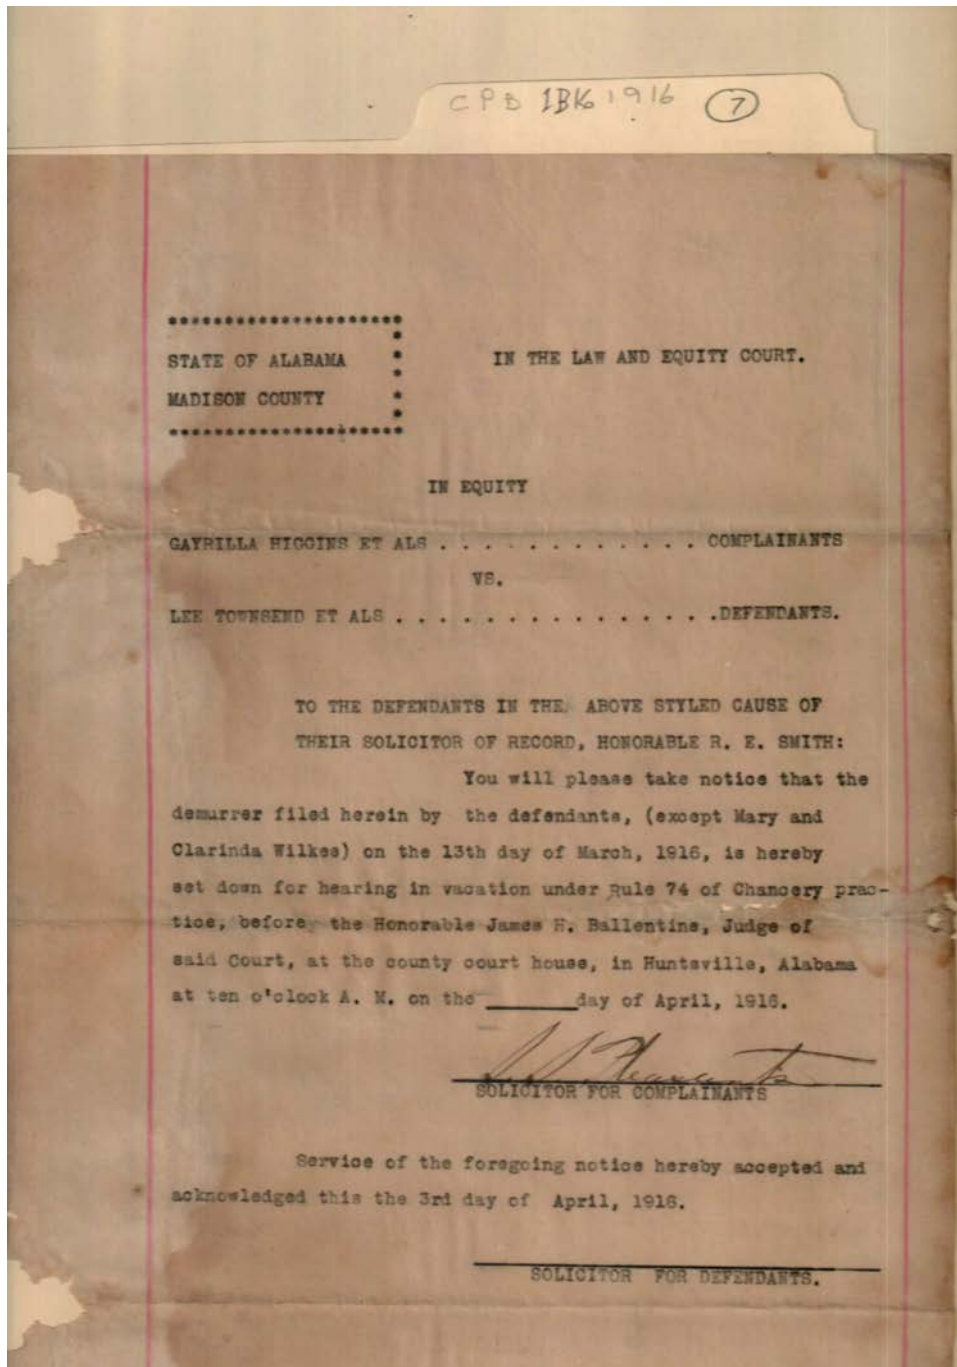 CPB IBK 1916 7
STATE OF ALABAMA
MADISON COUNTY
IN THE LAW AND EQUITY COURT.
IN EQUITY
GAYRILLA HIGGINS ET ALS . . . . . . . . . . . . . COMPLAINANTS
VS.
LEE TOWNSEND ET ALS . . . . . . . . . . . . . . . .DEFENDANTS.
TO THE DEFENDANTS IN THE ABOVE STYLED CAUSE OF
THEIR SOLICITOR OF RECORD, HONORABLE R. E. SMITH:
You will please take notice that the
demurrer filed herein by the defendants, (except Mary and
Clarinda Wilkes) on the 13th day of March, 1916, is hereby
set down for hearing in vacation under Rule 74 of Chancery prac-
tice, before the Honorable James H. Ballentine, Judge of
said Court, at the county court house, in Huntsville, Alabama
at ten o'clock A. M. on the ______day of April, 1916.
SOLICITOR FOR COMPLAINANTS
Service of the foregoing notice hereby accepted and
acknowledged this the 3rd day of April, 1916.
SOLICITOR FOR DEFENDANTS.